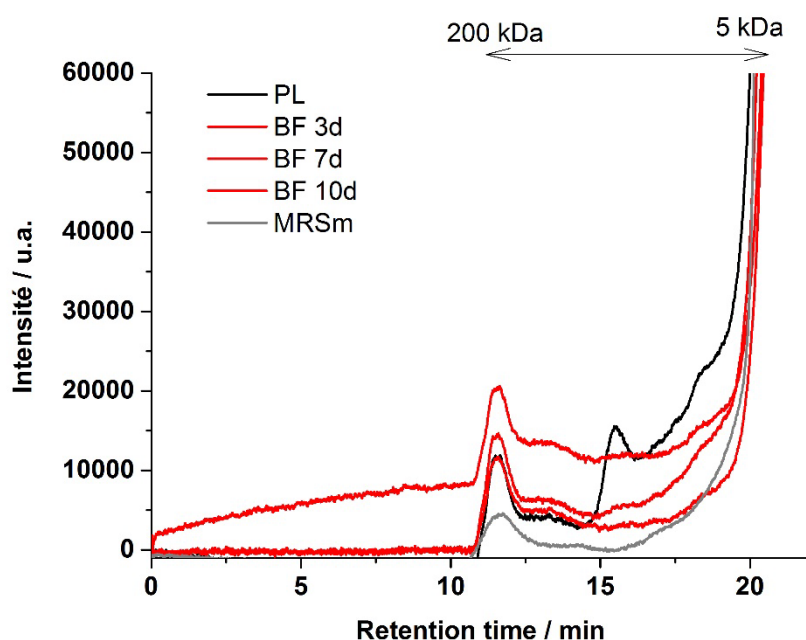 200 kDa 5 kDa
60000
50000
40000
30000
20000
10000
0
PL
BF 3d
BF 7d
BF 10d
MRSm
Intensité / u.a.
0 5 10 15 20
Retention time / min